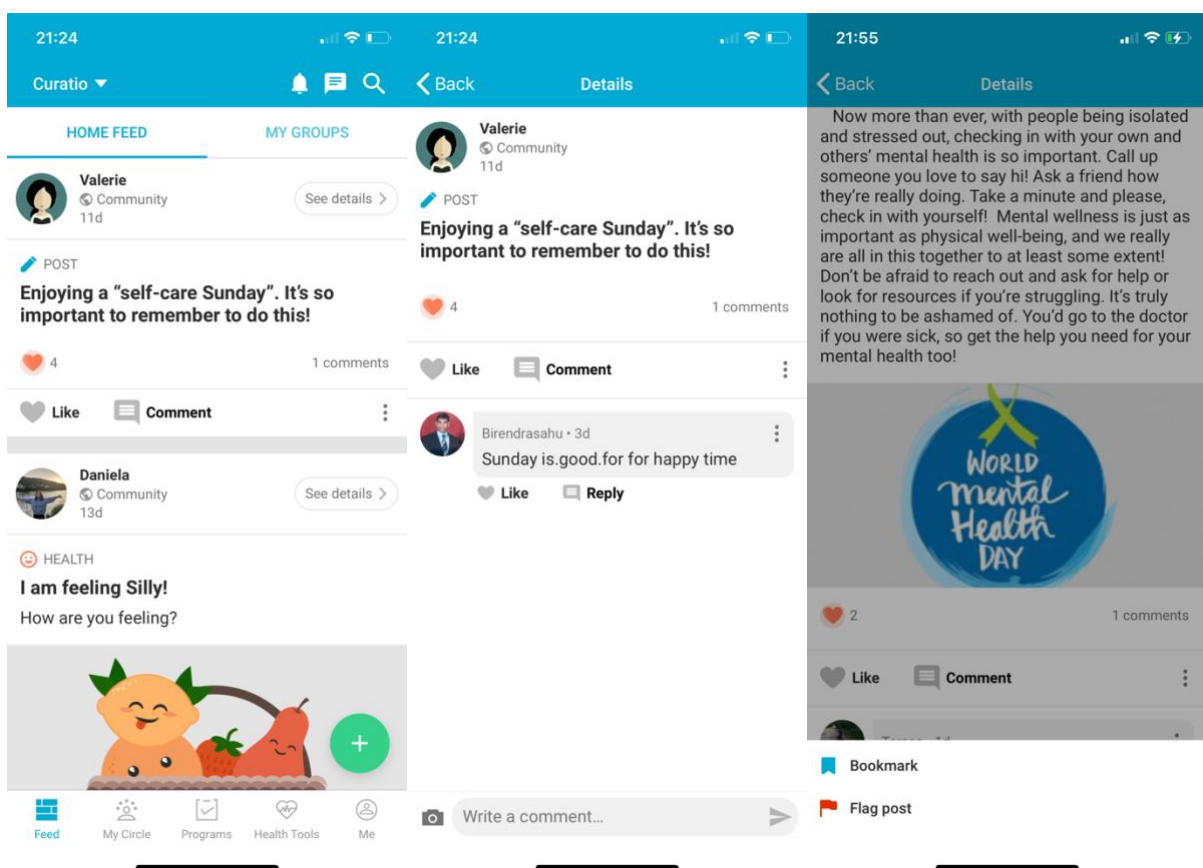 21:24
Curatio
HOME FEED
MY GROUPS
Valerie
Community
11d
See details
POST
Enjoying a “self-care Sunday”. It’s so
important to remember to do this!
4
1 comments
Like
Comment
Daniela
Community
13d
See details
HEALTH
I am feeling Silly!
How are you feeling?
+
Feed
My Circle
Programs
Health Tools
Me
21:24
Back
Details
Valerie
Community
11d
POST
Enjoying a “self-care Sunday”. It’s so
important to remember to do this!
4
1 comments
Like
Comment
Birendrasahu • 3d
Sunday is.good.for for happy time
Like
Reply
Write a comment...
21:55
Back
Details
Now more than ever, with people being isolated
and stressed out, checking in with your own and
others’ mental health is so important. Call up
someone you love to say hi! Ask a friend how
they’re really doing. Take a minute and please,
check in with yourself! Mental wellness is just as
important as physical well-being, and we really
are all in this together to at least some extent!
Don’t be afraid to reach out and ask for help or
look for resources if you’re struggling. It’s truly
nothing to be ashamed of. You’d go to the doctor
if you were sick, so get the help you need for your
mental health too!
WORLD
mental
Health
DAY
2
1 comments
Like
Comment
Bookmark
Flag post